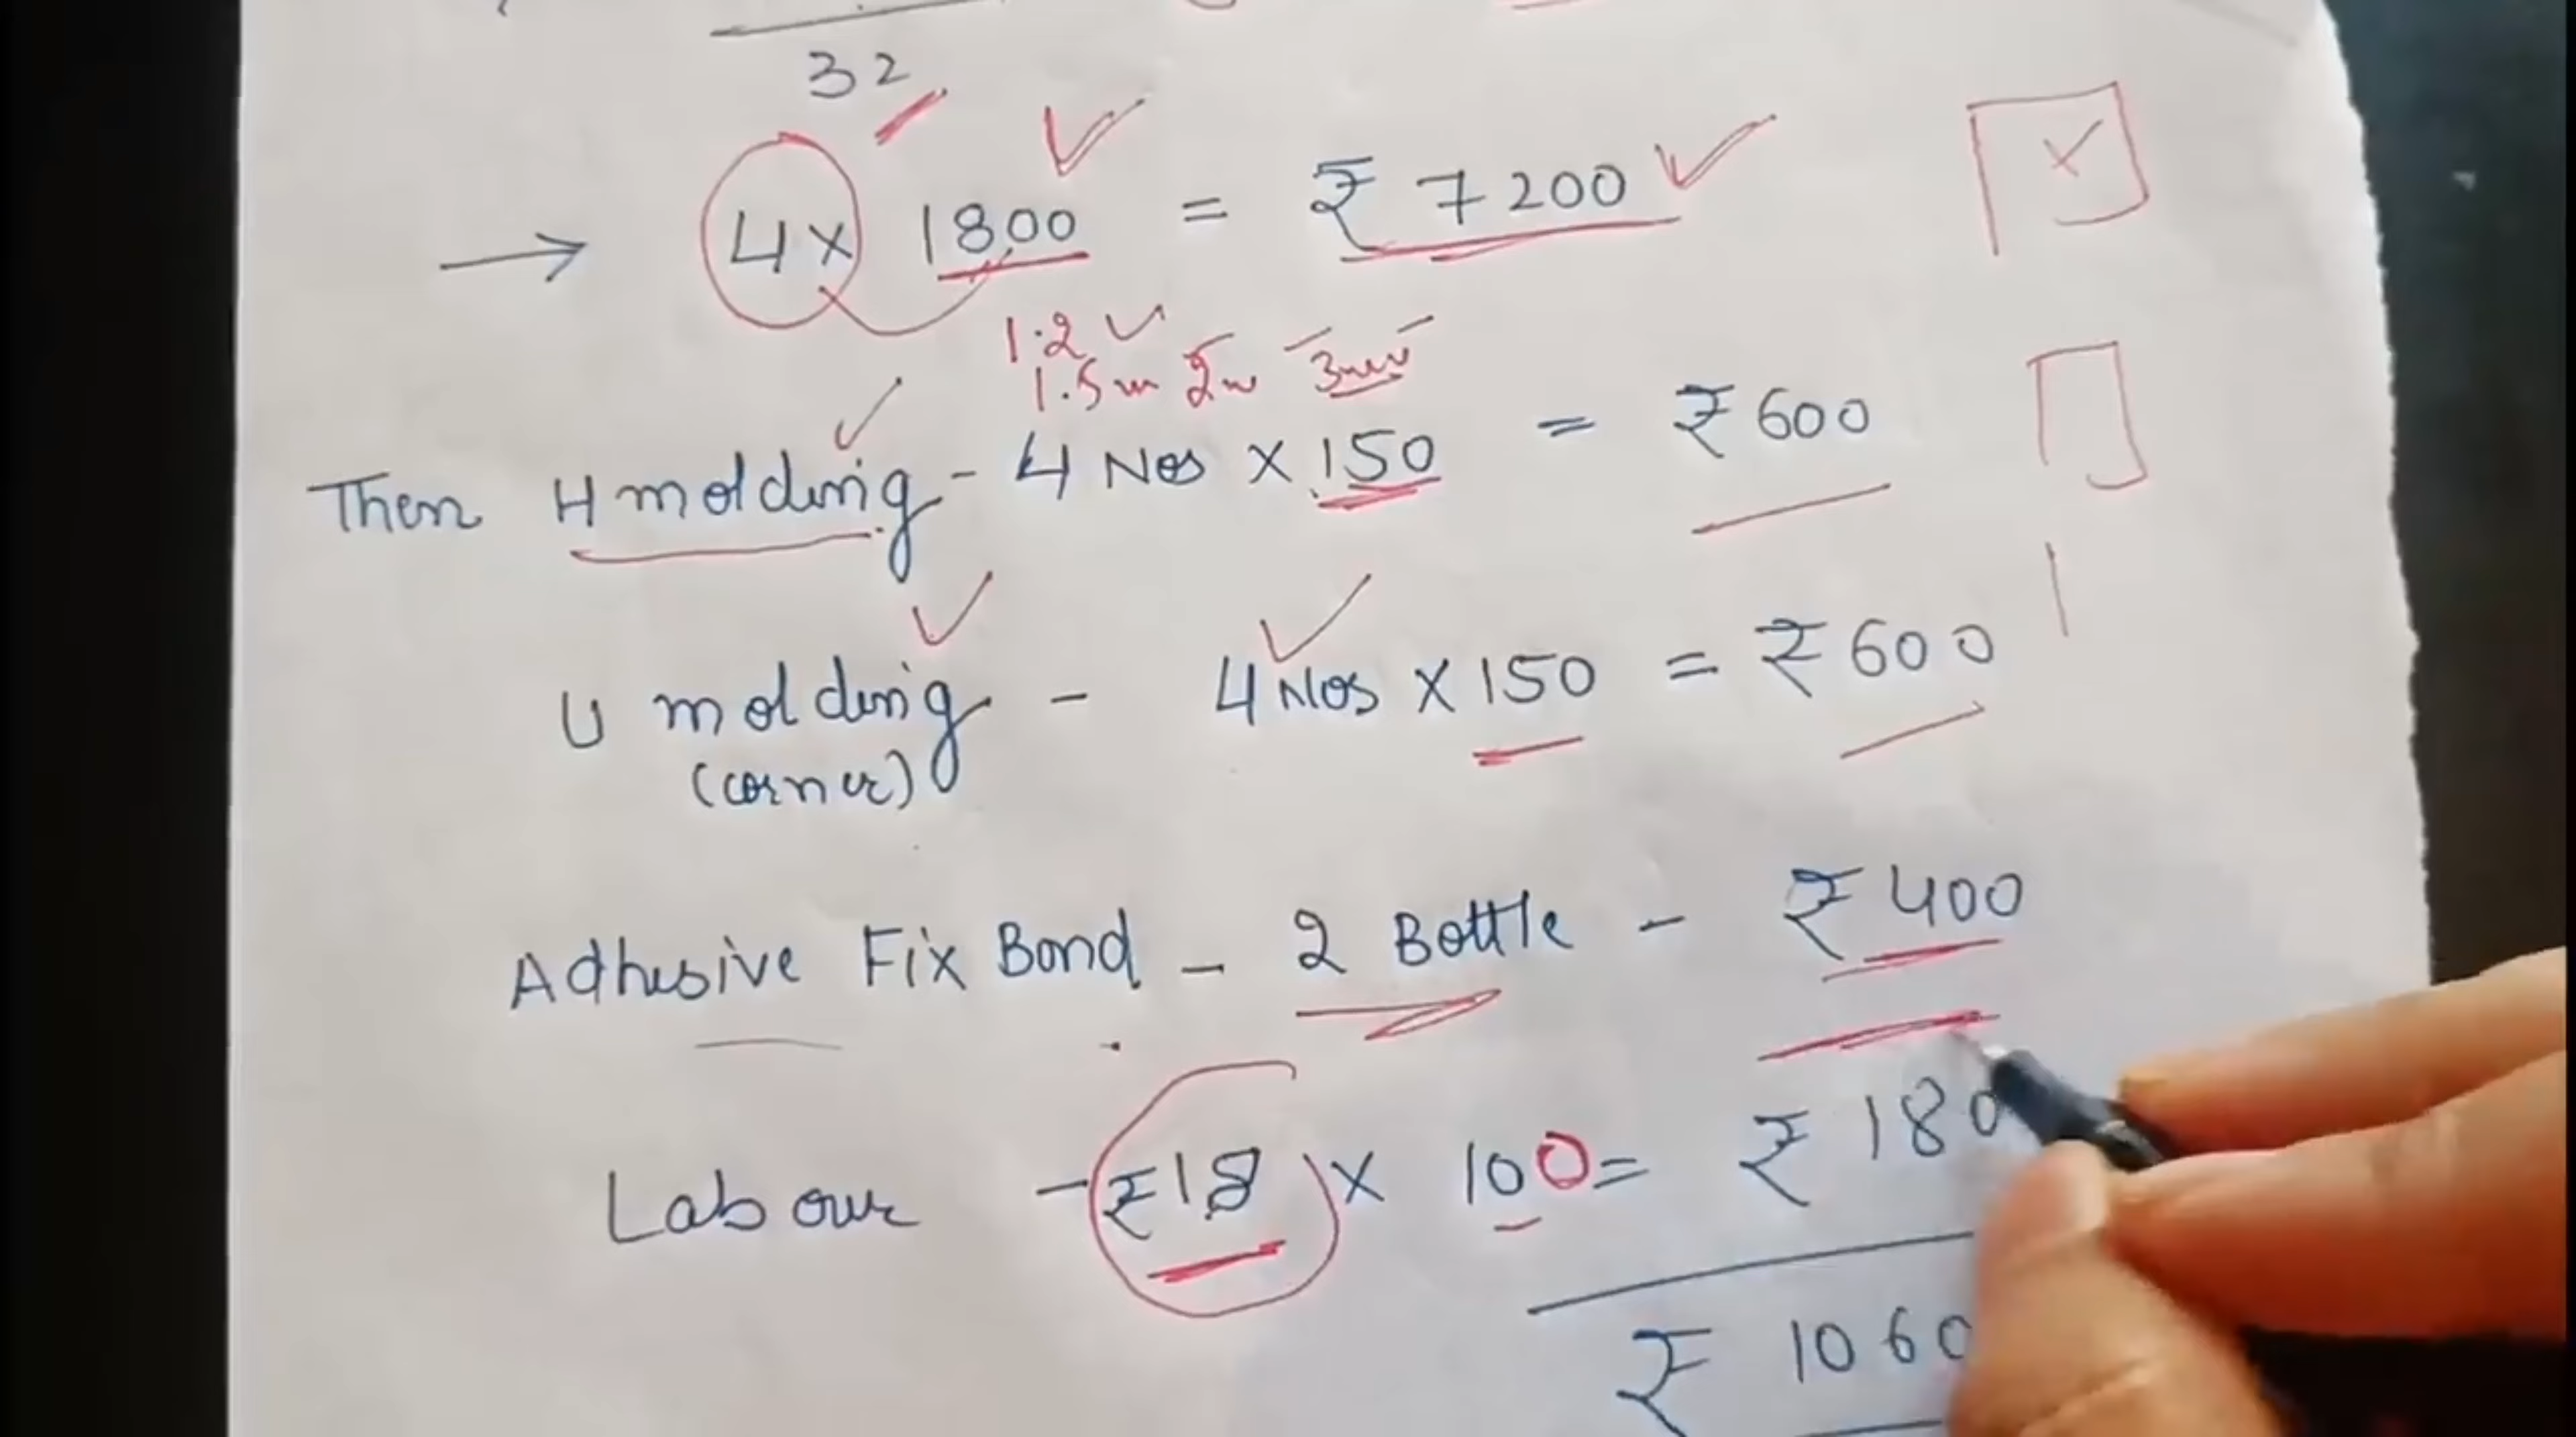 32
→ 4 x 1800 = ₹ 7200
1.2
1.5m 2m 3m
Then H molding - 4 Nos x 150 = ₹ 600
U molding - 4 Nos x 150 = ₹ 600
(corner)
Adhesive Fix Bond - 2 Bottle - ₹ 400
Labour - ₹ 18 x 100 = ₹ 180
₹ 1060